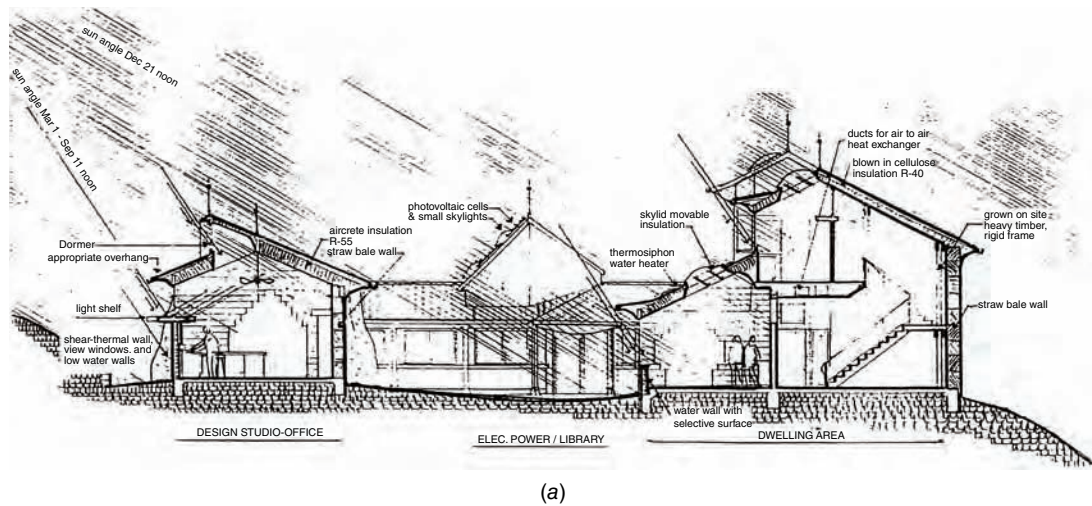 sun angle Dec 21 noon
sun angle Mar 1 - Sep 11 noon
ducts for air to air
heat exchanger
blown in cellulose
insulation R-40
photovoltaic cells
& small skylights
skylid movable
insulation
grown on site
heavy timber,
rigid frame
Dormer
appropriate overhang
aircrete insulation
R-55
straw bale wall
thermosiphon
water heater
light shelf
straw bale wall
shear-thermal wall,
view windows. and
low water walls
water wall with
selective surface
DESIGN STUDIO-OFFICE
ELEC. POWER / LIBRARY
DWELLING AREA
(a)